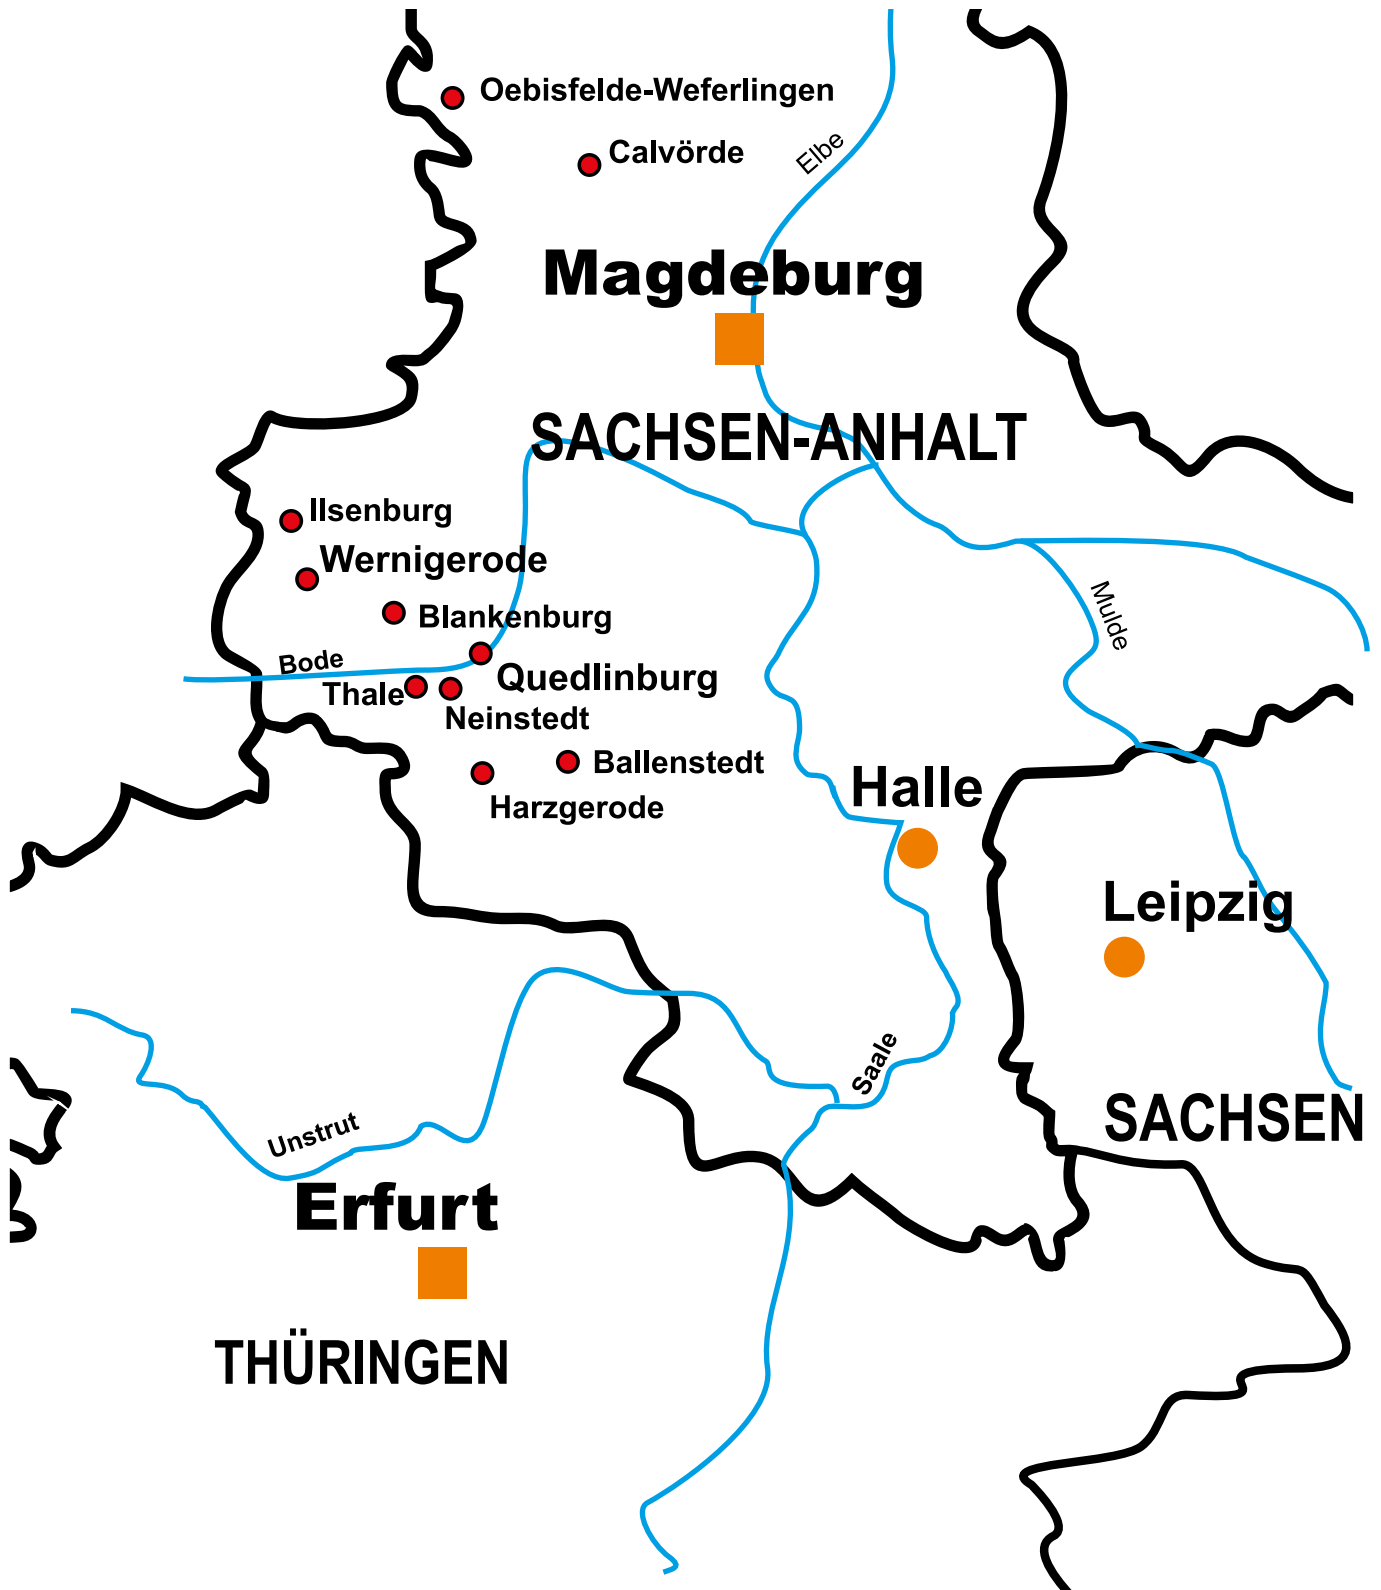 Oebisfelde-Weferlingen
Calvörde
Elbe
Magdeburg
SACHSEN-ANHALT
Ilsenburg
Wernigerode
Blankenburg
Mulde
Bode
Quedlinburg
Thale
Neinstedt
Ballenstedt
Harzgerode
Halle
Leipzig
Saale
SACHSEN
Unstrut
Erfurt
THÜRINGEN